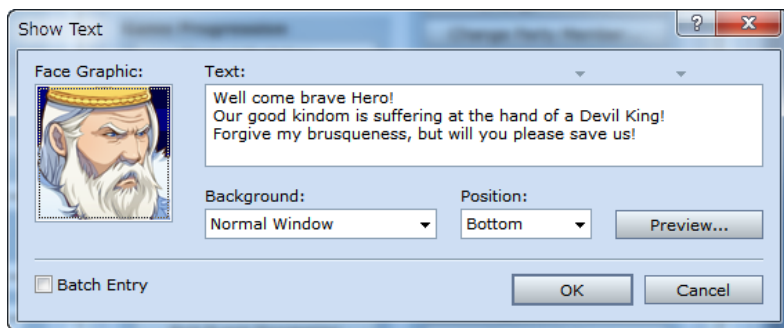 Show Text
Face Graphic:
Text:
Well come brave Hero!
Our good kindom is suffering at the hand of a Devil King!
Forgive my brusqueness, but will you please save us!
Background:
Position:
Normal Window
Bottom
Preview...
Batch Entry
OK
Cancel